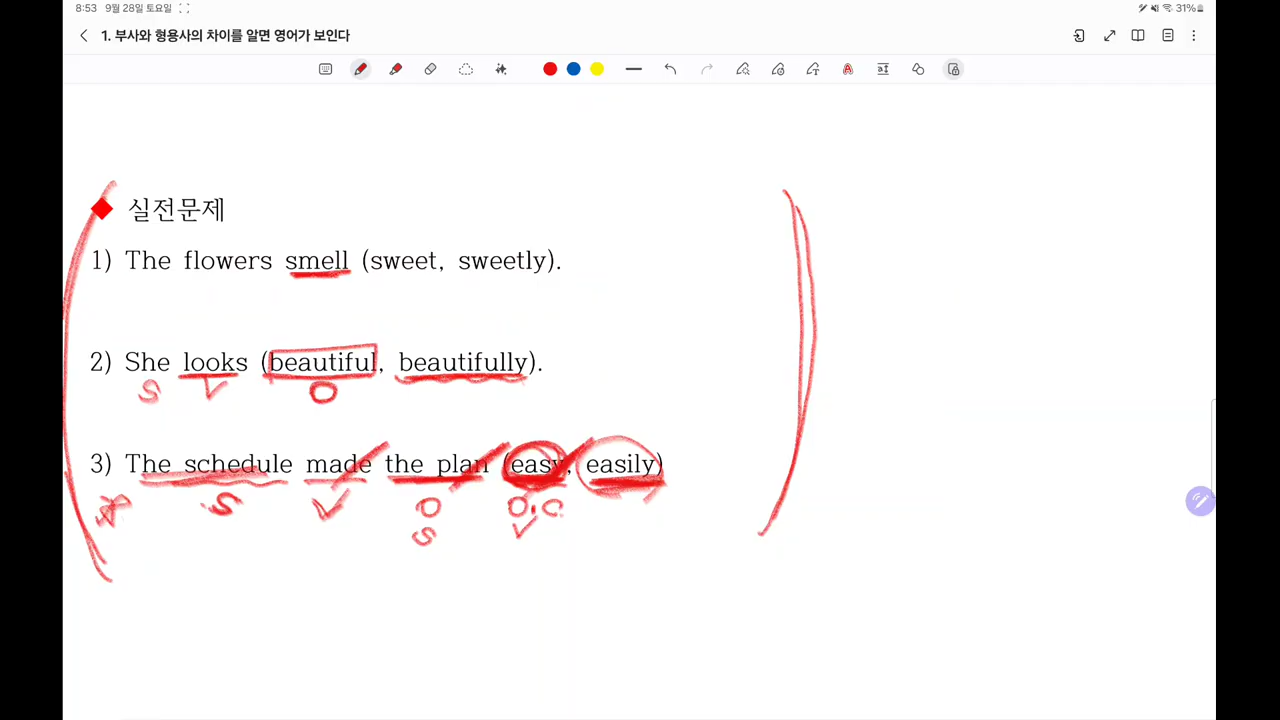 8:53 9월 28일 토요일 31%
1. 부사와 형용사의 차이를 알면 영어가 보인다
실전문제
1) The flowers smell (sweet, sweetly).
2) She looks (beautiful, beautifully).
S V O
3) The schedule made the plan (easy, easily)
S V O O.C.
S V